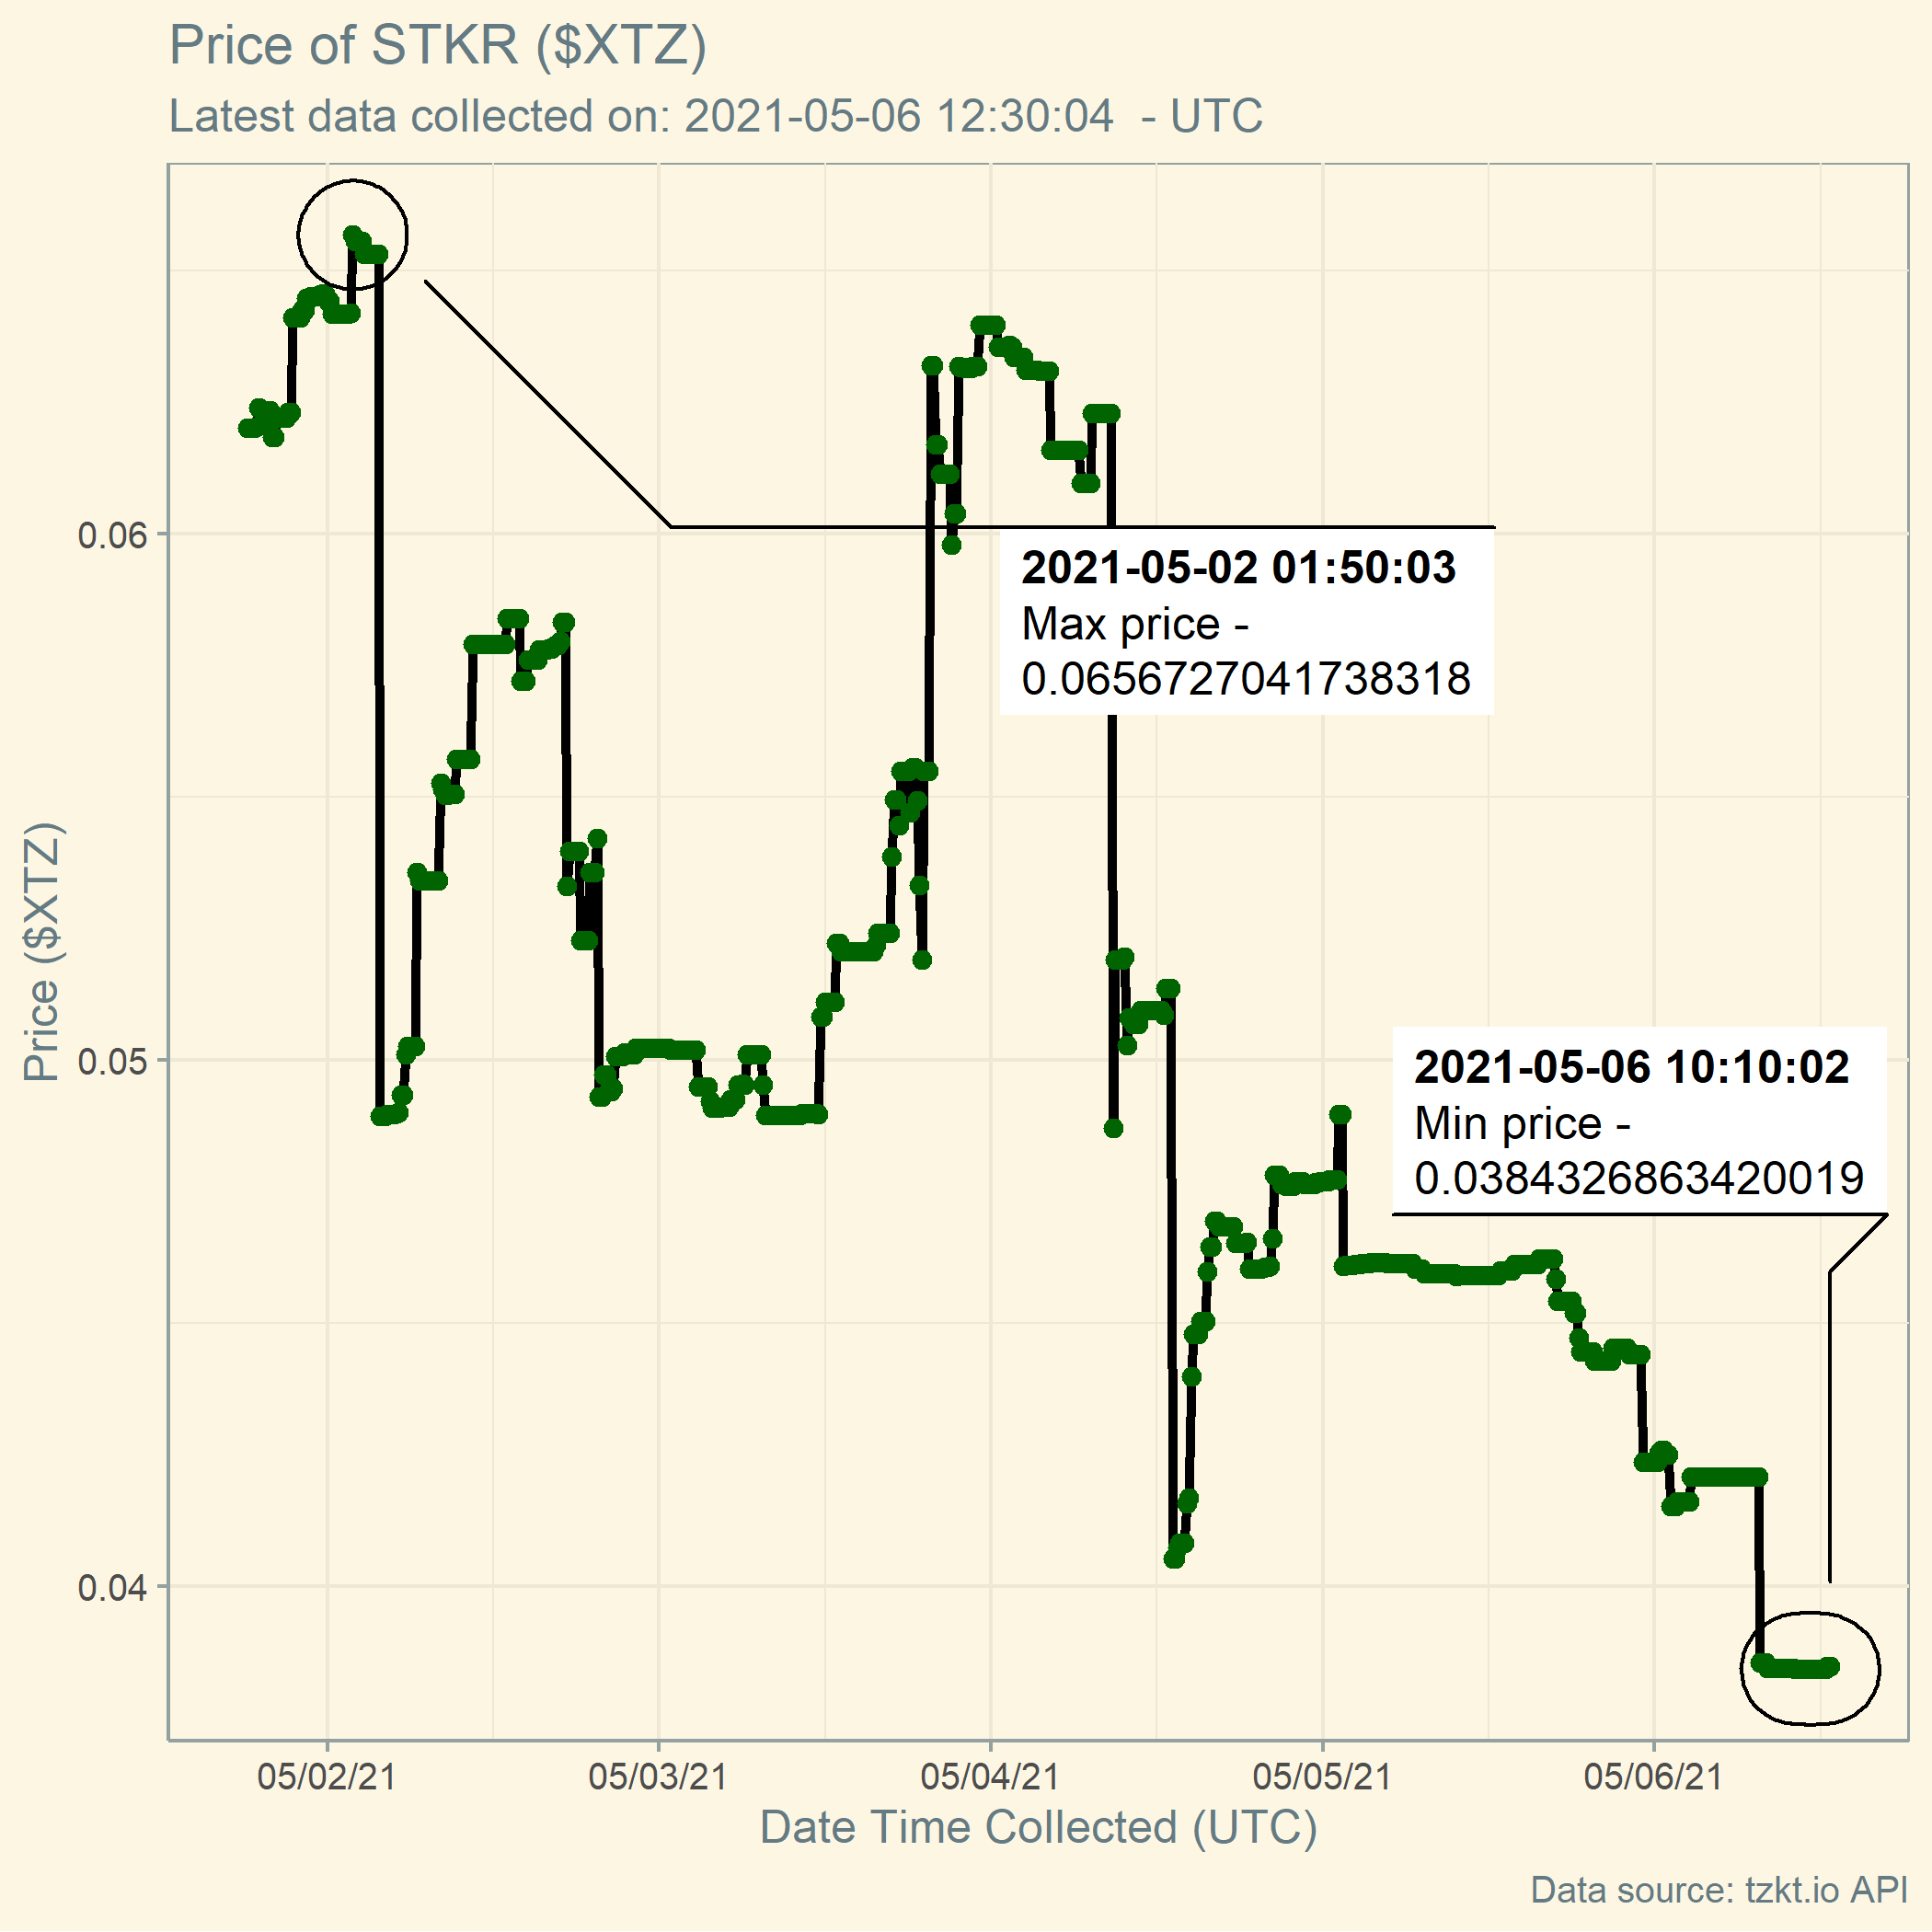 Price of STKR ($XTZ)
Latest data collected on: 2021-05-06 12:30:04  - UTC
0.06
2021-05-02 01:50:03
Max price -
0.0656727041738318
Price ($XTZ)
0.05
2021-05-06 10:10:02
Min price -
0.0384326863420019
0.04
05/02/21
05/03/21
05/04/21
05/05/21
05/06/21
Date Time Collected (UTC)
Data source: tzkt.io API